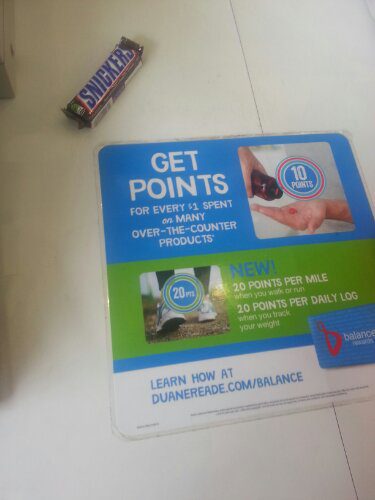 SNICKERS
GET
POINTS
FOR EVERY $1 SPENT
on MANY
OVER-THE-COUNTER
PRODUCTS*
10
POINTS
20
PTS
NEW!
20 POINTS PER MILE
when you walk or run
20 POINTS PER DAILY LOG
when you track
your weight
balance
REWARDS
LEARN HOW AT
DUANEREADE.COM/BALANCE